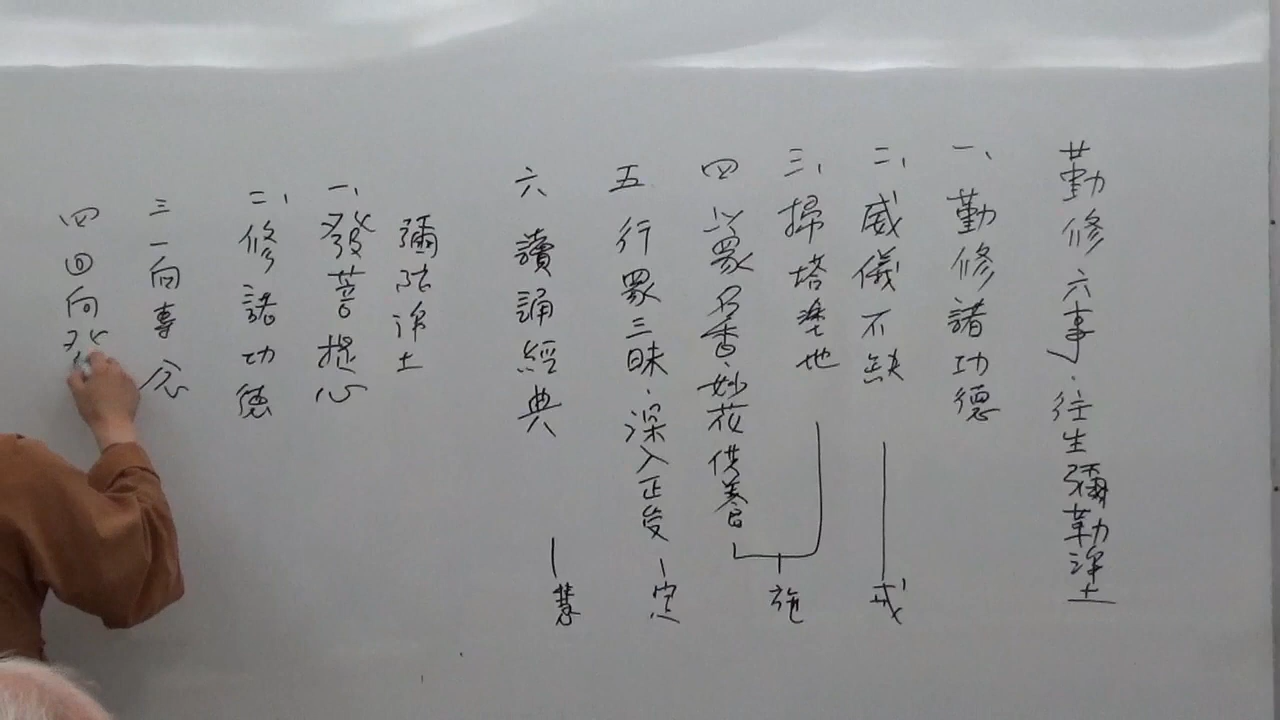 勤修六事．往生彌勒淨土
一、勤修諸功德
二、威儀不缺
三、掃塔塗地
四以眾名香．妙花供養
五行眾三昧．深入正受
六、讀誦經典
戒
施
定
慧
彌陀淨土
一、發菩提心
二、修諸功德
三一向專念
四回向